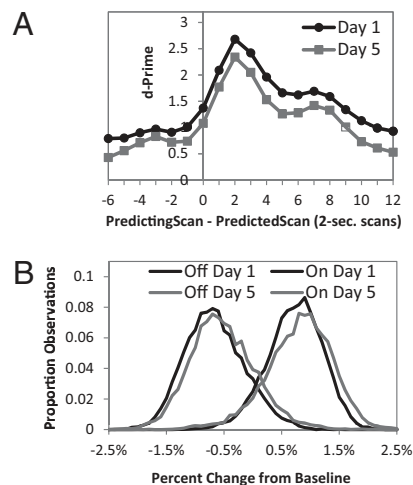 A
d-Prime
3
2.5
2
1.5
1
0.5
0
Day 1
Day 5
-6 -4 -2 0 2 4 6 8 10 12
PredictingScan - PredictedScan (2-sec. scans)
B
Proportion Observations
0.1
0.08
0.06
0.04
0.02
0
Off Day 1 On Day 1
Off Day 5 On Day 5
-2.5% -1.5% -0.5% 0.5% 1.5% 2.5%
Percent Change from Baseline